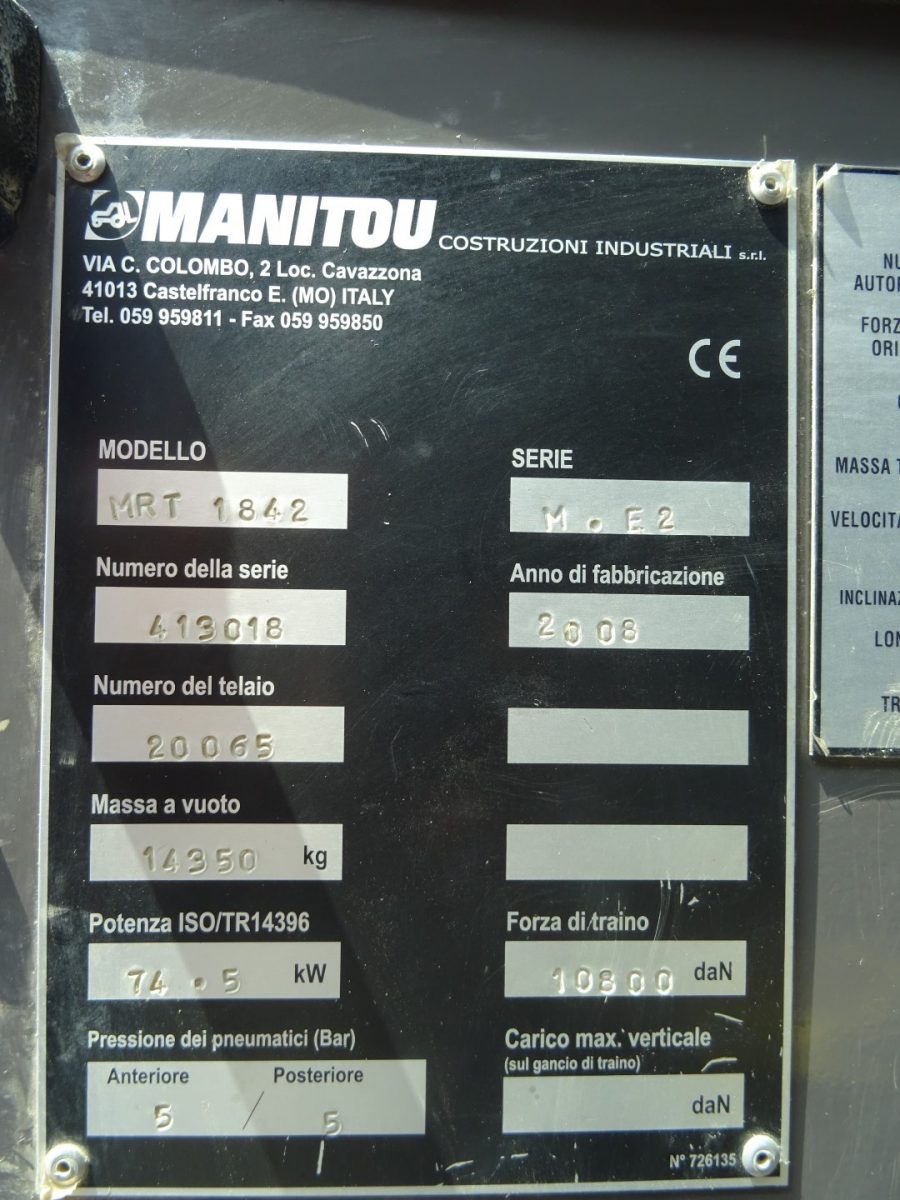 MANITOU COSTRUZIONI INDUSTRIALI s.r.l.
VIA C. COLOMBO, 2 Loc. Cavazzona
41013 Castelfranco E. (MO) ITALY
Tel. 059 959811 - Fax 059 959850
CE
MODELLO
MRT 1842
SERIE
M . E2
Numero della serie
413018
Anno di fabbricazione
2008
Numero del telaio
20065
Massa a vuoto
14350 kg
Potenza ISO/TR14396
74 . 5 kW
Forza di traino
10800 daN
Pressione dei pneumatici (Bar)
Anteriore Posteriore
5 / 5
Carico max. verticale
(sul gancio di traino)
daN
N° 726135
NU
AUTOR
FORZ
ORI
MASSA T
VELOCITA
INCLINAZ
LON
TR